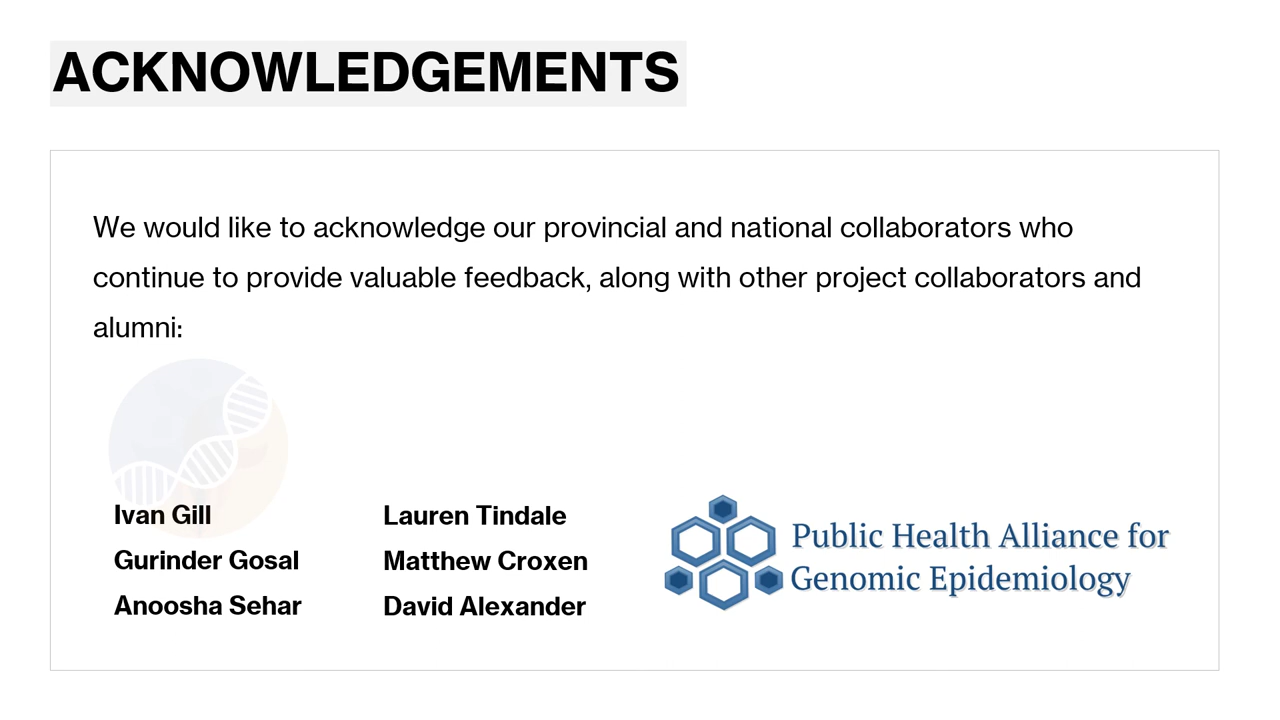 ACKNOWLEDGEMENTS
We would like to acknowledge our provincial and national collaborators who
continue to provide valuable feedback, along with other project collaborators and
alumni:
Ivan Gill
Gurinder Gosal
Anoosha Sehar
Lauren Tindale
Matthew Croxen
David Alexander
Public Health Alliance for
Genomic Epidemiology